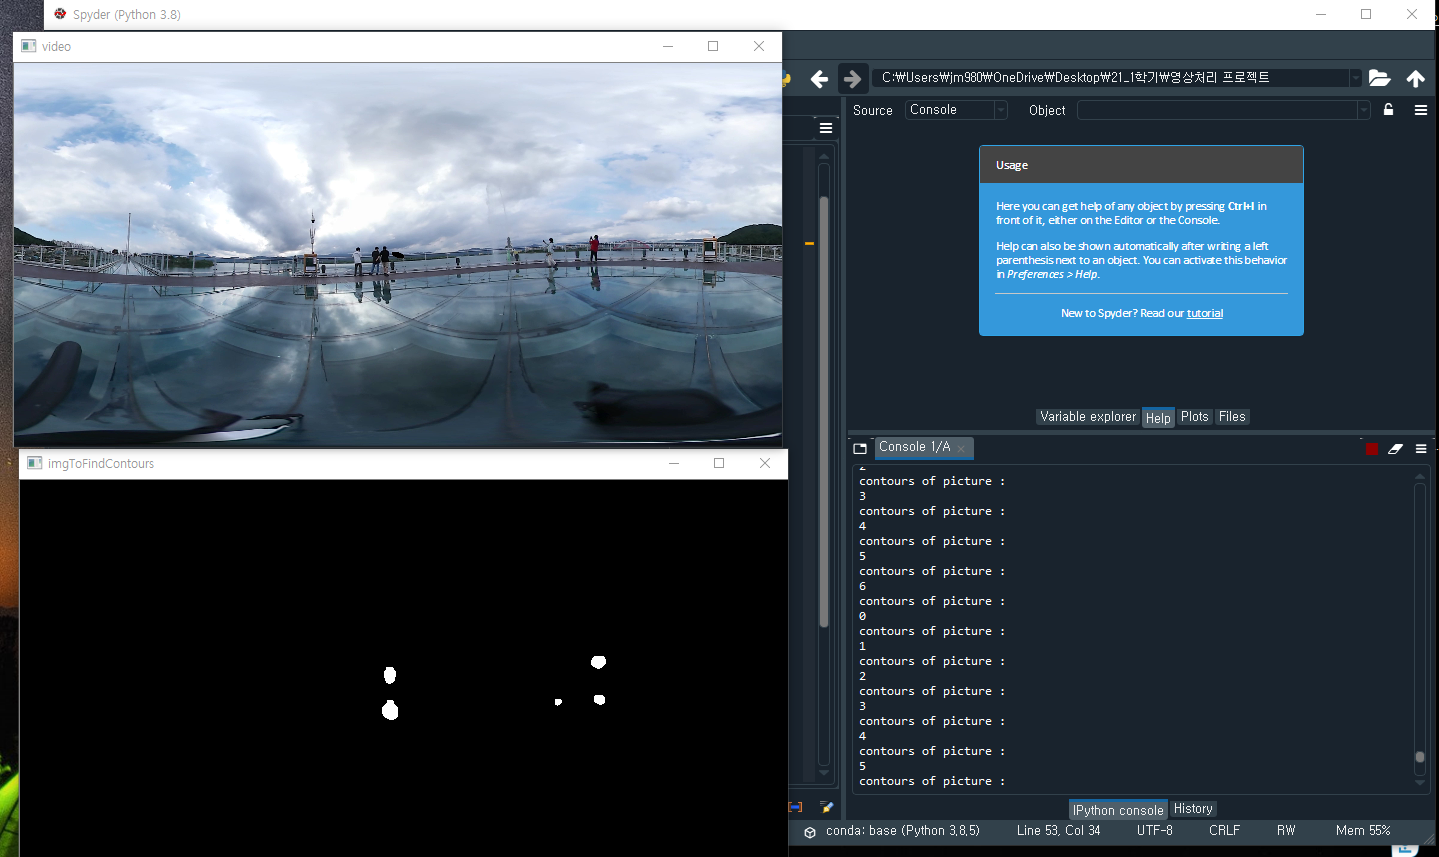 Spyder (Python 3.8)
video
C:₩Users₩jm980₩OneDrive₩Desktop₩21_1학기₩영상처리 프로젝트
Source Console Object
Usage
Here you can get help of any object by pressing Ctrl+I in
front of it, either on the Editor or the Console.
Help can also be shown automatically after writing a left
parenthesis next to an object. You can activate this behavior
in Preferences > Help.
New to Spyder? Read our tutorial
Variable explorer Help Plots Files
imgToFindContours
Console 1/A
2
contours of picture :
3
contours of picture :
4
contours of picture :
5
contours of picture :
6
contours of picture :
0
contours of picture :
1
contours of picture :
2
contours of picture :
3
contours of picture :
4
contours of picture :
5
contours of picture :
IPython console History
conda: base (Python 3.8.5) Line 53, Col 34 UTF-8 CRLF RW Mem 55%